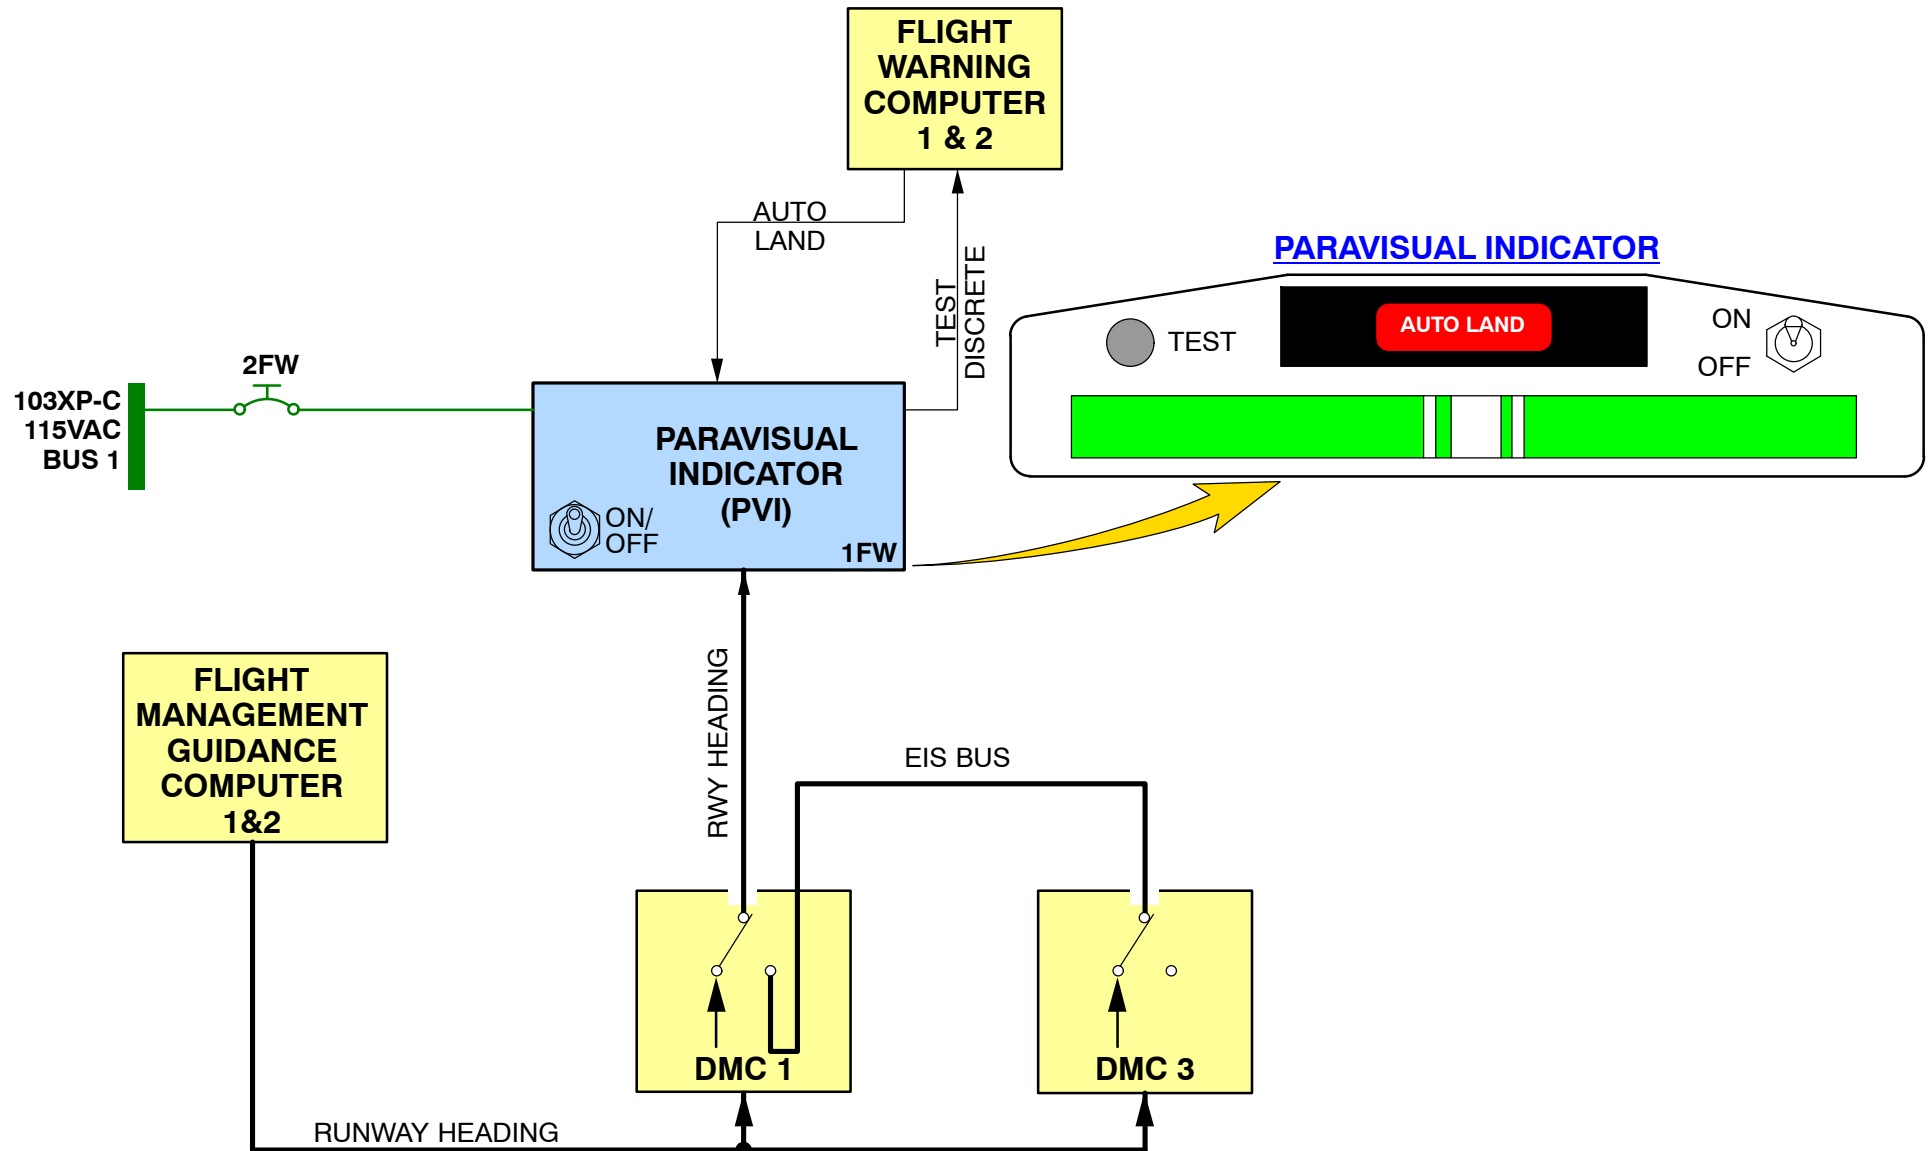 FLIGHT
WARNING
COMPUTER
1 & 2
AUTO
LAND
TEST
DISCRETE
PARAVISUAL INDICATOR
TEST
AUTO LAND
ON
OFF
2FW
103XP-C
115VAC
BUS 1
PARAVISUAL
INDICATOR
(PVI)
ON/
OFF
1FW
FLIGHT
MANAGEMENT
GUIDANCE
COMPUTER
1&2
RWY HEADING
EIS BUS
DMC 1
DMC 3
RUNWAY HEADING